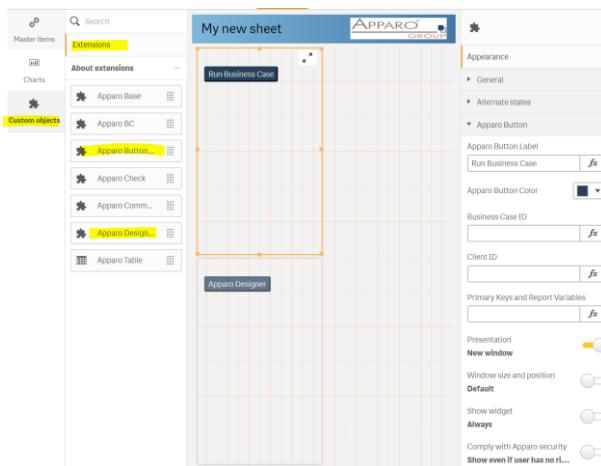 Master items
Charts
Custom objects
Search
Extensions
About extensions
Apparo Base
Apparo BC
Apparo Button...
Apparo Check
Apparo Comm...
Apparo Design...
Apparo Table
My new sheet
APPARO
GROUP
Run Business Case
Apparo Designer
Appearance
General
Alternate states
Apparo Button
Apparo Button Label
Run Business Case
fx
Apparo Button Color
Business Case ID
fx
Client ID
fx
Primary Keys and Report Variables
fx
Presentation
New window
Window size and position
Default
Show widget
Always
Comply with Apparo security
Show even if user has no ri...